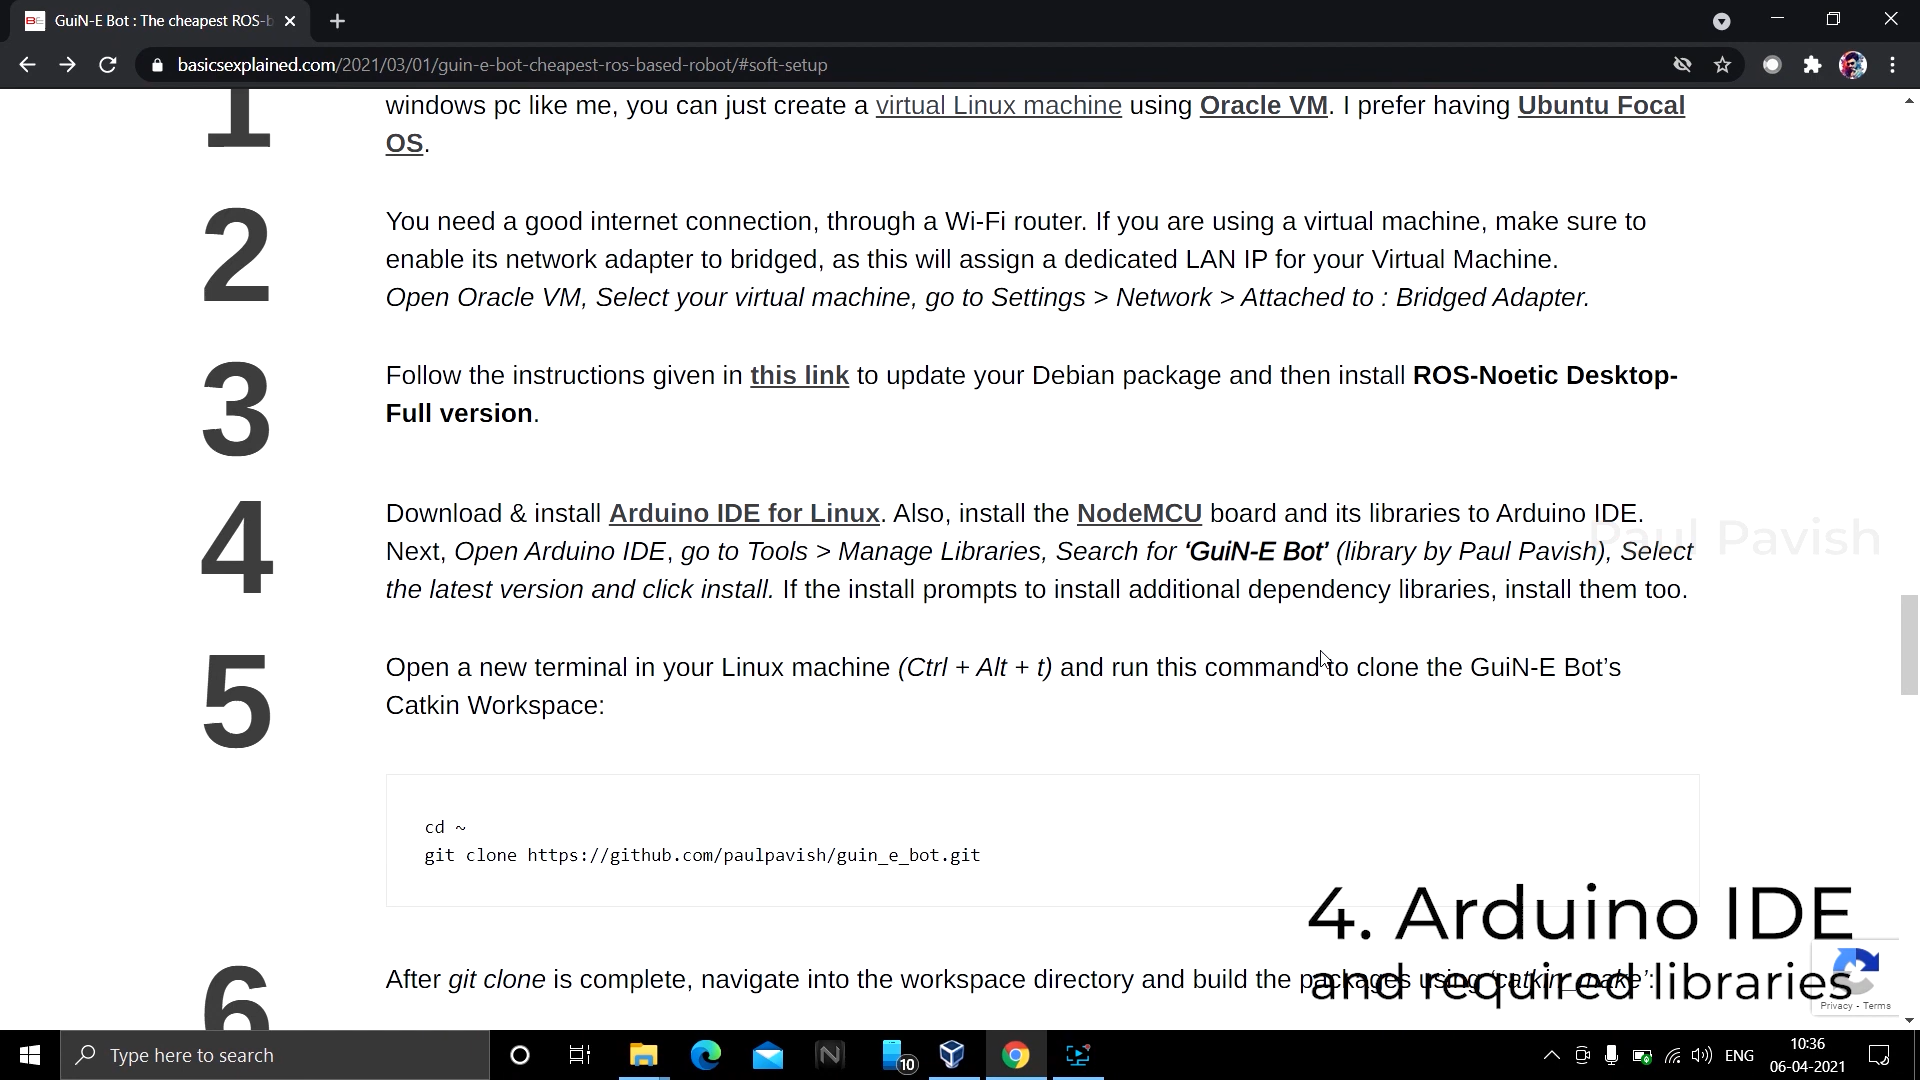 GuiN-E Bot : The cheapest ROS-b
basicsexplained.com/2021/03/01/guin-e-bot-cheapest-ros-based-robot/#soft-setup
1
windows pc like me, you can just create a virtual Linux machine using Oracle VM. I prefer having Ubuntu Focal
OS.
2
You need a good internet connection, through a Wi-Fi router. If you are using a virtual machine, make sure to
enable its network adapter to bridged, as this will assign a dedicated LAN IP for your Virtual Machine.
Open Oracle VM, Select your virtual machine, go to Settings > Network > Attached to : Bridged Adapter.
3
Follow the instructions given in this link to update your Debian package and then install ROS-Noetic Desktop-
Full version.
4
Download & install Arduino IDE for Linux. Also, install the NodeMCU board and its libraries to Arduino IDE.
Next, Open Arduino IDE, go to Tools > Manage Libraries, Search for ‘GuiN-E Bot’ (library by Paul Pavish), Select
the latest version and click install. If the install prompts to install additional dependency libraries, install them too.
Paul Pavish
5
Open a new terminal in your Linux machine (Ctrl + Alt + t) and run this command to clone the GuiN-E Bot’s
Catkin Workspace:
cd ~
git clone https://github.com/paulpavish/guin_e_bot.git
4. Arduino IDE
and required libraries
6
After git clone is complete, navigate into the workspace directory and build the packages using ‘catkin_make’:
Privacy - Terms
Type here to search
10
ENG
10:36
06-04-2021